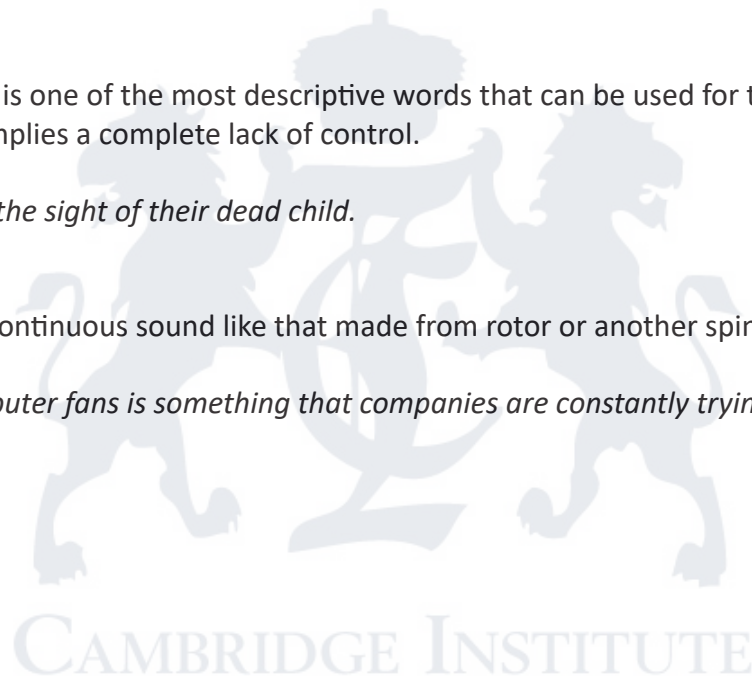 is one of the most descriptive words that can be used for t
mplies a complete lack of control.
the sight of their dead child.
ontinuous sound like that made from rotor or another spin
puter fans is something that companies are constantly tryin
CAMBRIDGE INSTITUTE